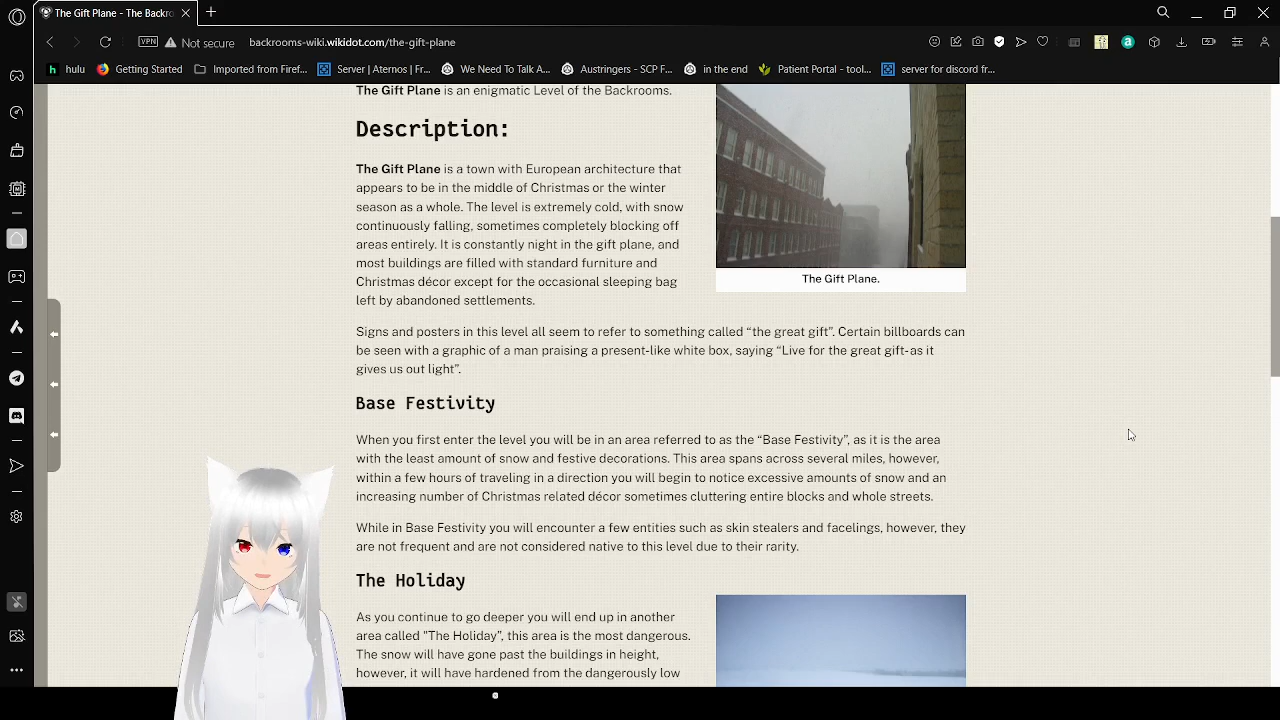 The Gift Plane - The Backro
VPN
Not secure
backrooms-wiki.wikidot.com/the-gift-plane
hulu
Getting Started
Imported from Firef...
Server | Aternos | Fr...
We Need To Talk A...
Austringers - SCP F...
in the end
Patient Portal - tool...
server for discord fr...
The Gift Plane is an enigmatic Level of the Backrooms.
Description:
The Gift Plane is a town with European architecture that
appears to be in the middle of Christmas or the winter
season as a whole. The level is extremely cold, with snow
continuously falling, sometimes completely blocking off
areas entirely. It is constantly night in the gift plane, and
most buildings are filled with standard furniture and
Christmas décor except for the occasional sleeping bag
left by abandoned settlements.
The Gift Plane.
Signs and posters in this level all seem to refer to something called “the great gift”. Certain billboards can
be seen with a graphic of a man praising a present-like white box, saying “Live for the great gift- as it
gives us out light”.
Base Festivity
When you first enter the level you will be in an area referred to as the “Base Festivity”, as it is the area
with the least amount of snow and festive decorations. This area spans across several miles, however,
within a few hours of traveling in a direction you will begin to notice excessive amounts of snow and an
increasing number of Christmas related décor sometimes cluttering entire blocks and whole streets.
While in Base Festivity you will encounter a few entities such as skin stealers and facelings, however, they
are not frequent and are not considered native to this level due to their rarity.
The Holiday
As you continue to go deeper you will end up in another
area called "The Holiday”, this area is the most dangerous.
The snow will have gone past the buildings in height,
however, it will have hardened from the dangerously low